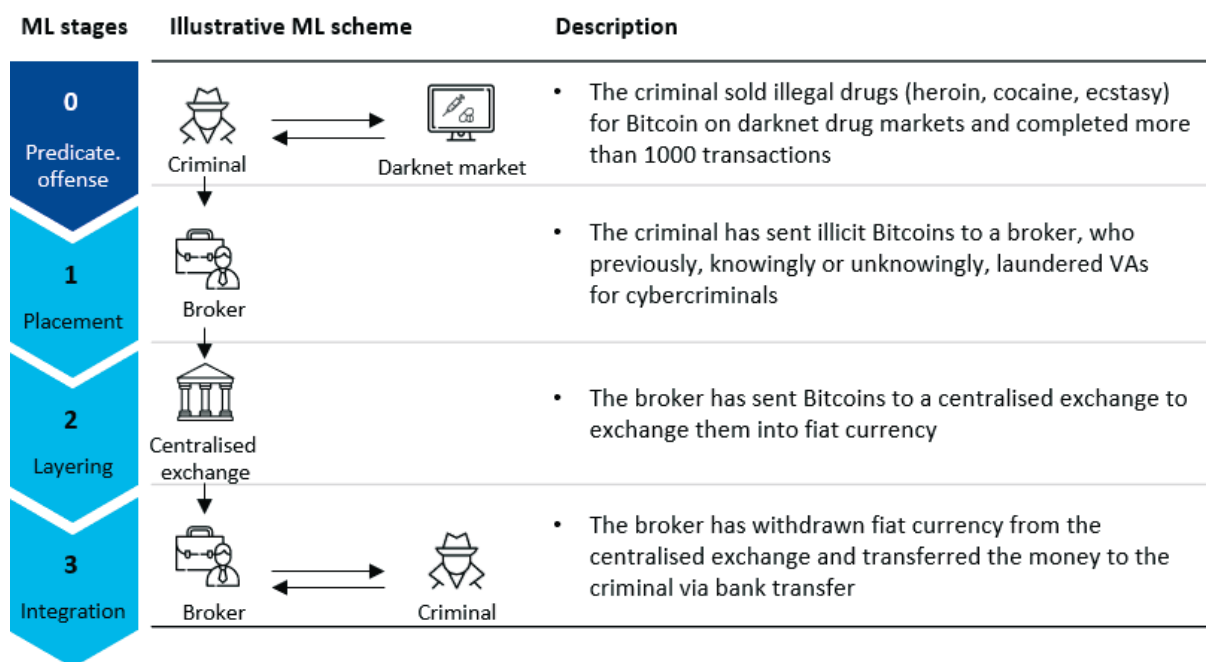 ML stages
Illustrative ML scheme
Description
0
Predicate.
offense
Criminal
Darknet market
• The criminal sold illegal drugs (heroin, cocaine, ecstasy)
for Bitcoin on darknet drug markets and completed more
than 1000 transactions
1
Placement
Broker
• The criminal has sent illicit Bitcoins to a broker, who
previously, knowingly or unknowingly, laundered VAs
for cybercriminals
2
Layering
Centralised
exchange
• The broker has sent Bitcoins to a centralised exchange to
exchange them into fiat currency
3
Integration
Broker
Criminal
• The broker has withdrawn fiat currency from the
centralised exchange and transferred the money to the
criminal via bank transfer